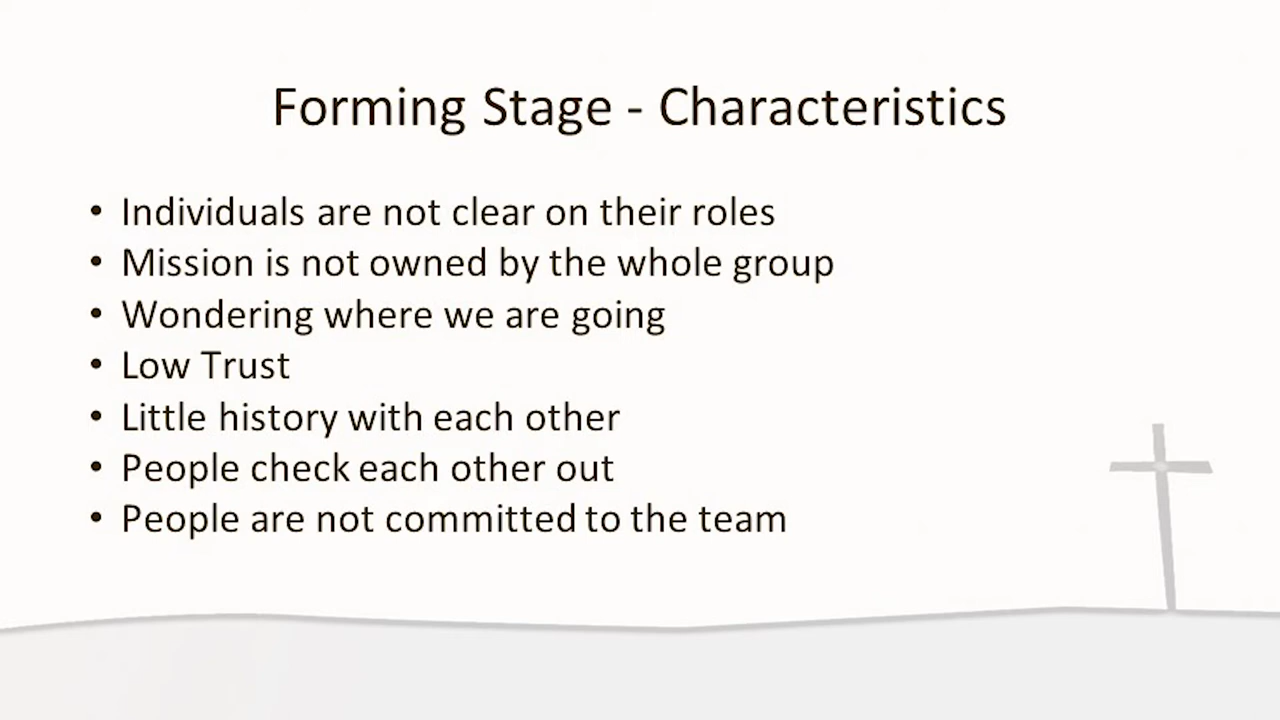 Forming Stage - Characteristics
• Individuals are not clear on their roles
• Mission is not owned by the whole group
• Wondering where we are going
• Low Trust
• Little history with each other
• People check each other out
• People are not committed to the team